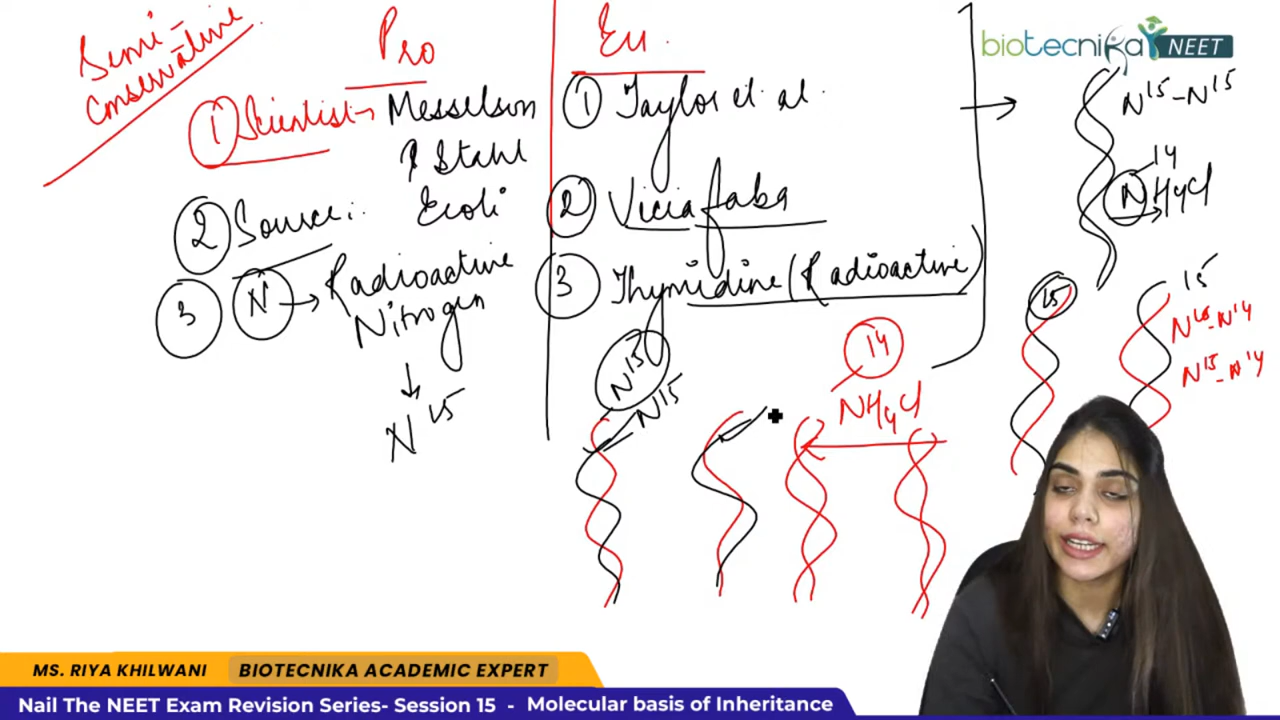 Semi-
conservative
Pro
① Scientist → Messelson
& Stahl
② Source: Ecoli
③ N → Radioactive
Nitrogen
↓
N15
Eu.
① Taylor et. al.
② Vicia faba
③ Thymidine (Radioactive)
N15
N15
14
NH4Cl
biotecnika NEET
N15-N15
14
NH4Cl
15
15
N15-N14
N15-N14
MS. RIYA KHILWANI BIOTECNIKA ACADEMIC EXPERT
Nail The NEET Exam Revision Series- Session 15 - Molecular basis of Inheritance